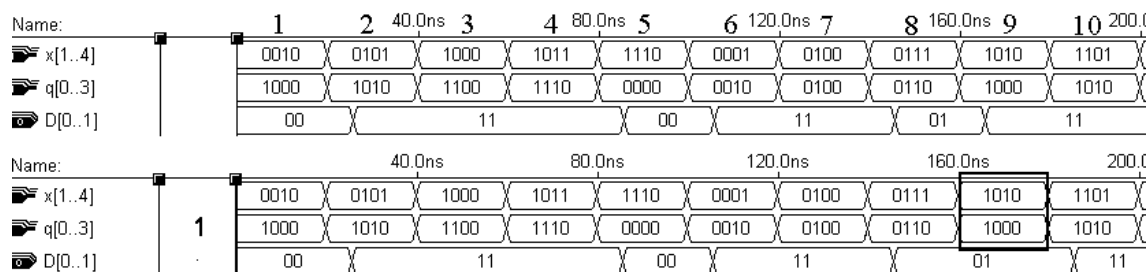 Name: 1 2 40.0ns 3 4 80.0ns 5 6 120.0ns 7 8 160.0ns 9 10 200.0
x[1..4] 0010 0101 1000 1011 1110 0001 0100 0111 1010 1101
q[0..3] 1000 1010 1100 1110 0000 0010 0100 0110 1000 1010
D[0..1] 00 11 00 11 01 11
Name: 40.0ns 80.0ns 120.0ns 160.0ns 200.0
x[1..4] 0010 0101 1000 1011 1110 0001 0100 0111 1010 1101
q[0..3] 1 1000 1010 1100 1110 0000 0010 0100 0110 1000 1010
D[0..1] 00 11 00 11 01 11